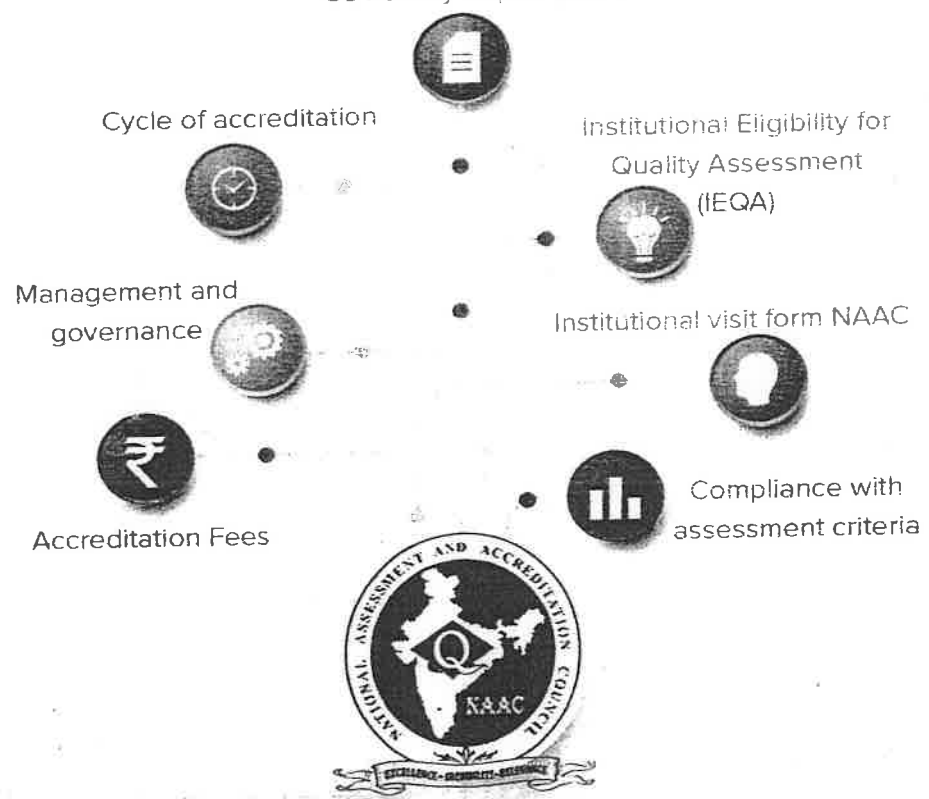 Cycle of accreditation
Institutional Eligibility for
Quality Assessment
(IEQA)
Management and
governance
Institutional visit form NAAC
₹
Compliance with
assessment criteria
Accreditation Fees
NATIONAL ASSESSMENT AND ACCREDITATION COUNCIL
Q
NAAC